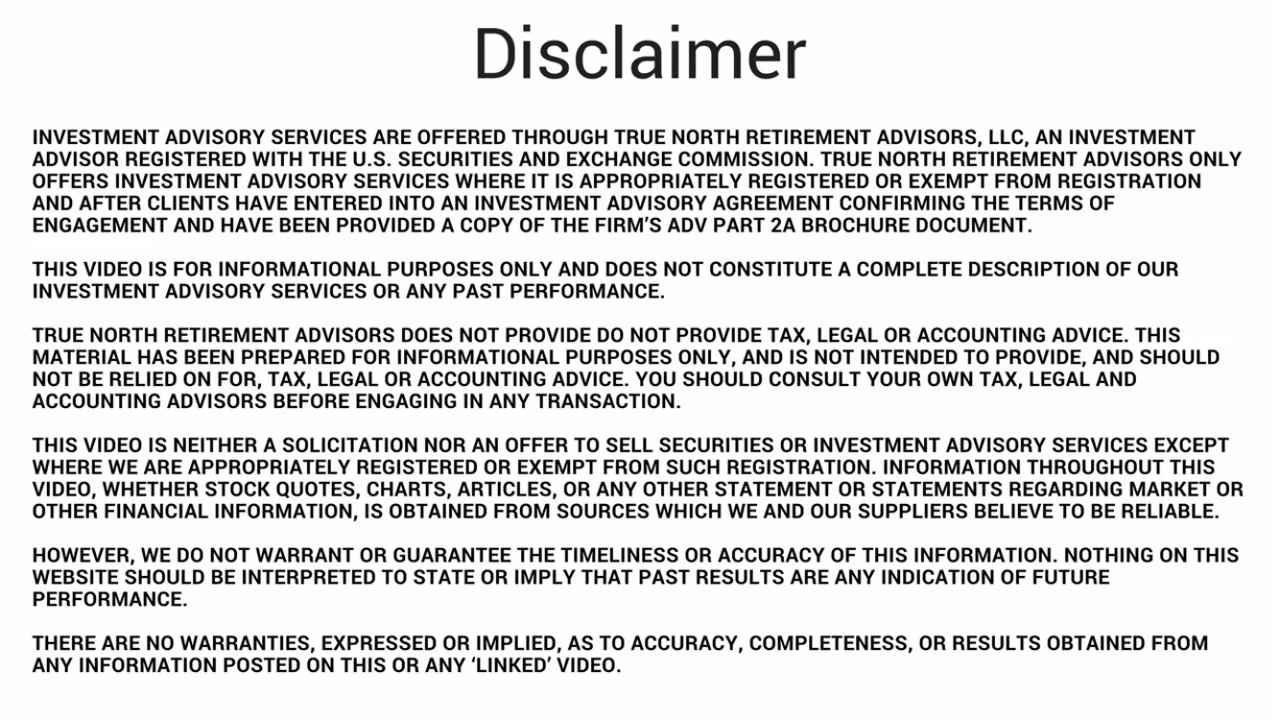 Disclaimer
INVESTMENT ADVISORY SERVICES ARE OFFERED THROUGH TRUE NORTH RETIREMENT ADVISORS, LLC, AN INVESTMENT
ADVISOR REGISTERED WITH THE U.S. SECURITIES AND EXCHANGE COMMISSION. TRUE NORTH RETIREMENT ADVISORS ONLY
OFFERS INVESTMENT ADVISORY SERVICES WHERE IT IS APPROPRIATELY REGISTERED OR EXEMPT FROM REGISTRATION
AND AFTER CLIENTS HAVE ENTERED INTO AN INVESTMENT ADVISORY AGREEMENT CONFIRMING THE TERMS OF
ENGAGEMENT AND HAVE BEEN PROVIDED A COPY OF THE FIRM’S ADV PART 2A BROCHURE DOCUMENT.
THIS VIDEO IS FOR INFORMATIONAL PURPOSES ONLY AND DOES NOT CONSTITUTE A COMPLETE DESCRIPTION OF OUR
INVESTMENT ADVISORY SERVICES OR ANY PAST PERFORMANCE.
TRUE NORTH RETIREMENT ADVISORS DOES NOT PROVIDE DO NOT PROVIDE TAX, LEGAL OR ACCOUNTING ADVICE. THIS
MATERIAL HAS BEEN PREPARED FOR INFORMATIONAL PURPOSES ONLY, AND IS NOT INTENDED TO PROVIDE, AND SHOULD
NOT BE RELIED ON FOR, TAX, LEGAL OR ACCOUNTING ADVICE. YOU SHOULD CONSULT YOUR OWN TAX, LEGAL AND
ACCOUNTING ADVISORS BEFORE ENGAGING IN ANY TRANSACTION.
THIS VIDEO IS NEITHER A SOLICITATION NOR AN OFFER TO SELL SECURITIES OR INVESTMENT ADVISORY SERVICES EXCEPT
WHERE WE ARE APPROPRIATELY REGISTERED OR EXEMPT FROM SUCH REGISTRATION. INFORMATION THROUGHOUT THIS
VIDEO, WHETHER STOCK QUOTES, CHARTS, ARTICLES, OR ANY OTHER STATEMENT OR STATEMENTS REGARDING MARKET OR
OTHER FINANCIAL INFORMATION, IS OBTAINED FROM SOURCES WHICH WE AND OUR SUPPLIERS BELIEVE TO BE RELIABLE.
HOWEVER, WE DO NOT WARRANT OR GUARANTEE THE TIMELINESS OR ACCURACY OF THIS INFORMATION. NOTHING ON THIS
WEBSITE SHOULD BE INTERPRETED TO STATE OR IMPLY THAT PAST RESULTS ARE ANY INDICATION OF FUTURE
PERFORMANCE.
THERE ARE NO WARRANTIES, EXPRESSED OR IMPLIED, AS TO ACCURACY, COMPLETENESS, OR RESULTS OBTAINED FROM
ANY INFORMATION POSTED ON THIS OR ANY ‘LINKED’ VIDEO.